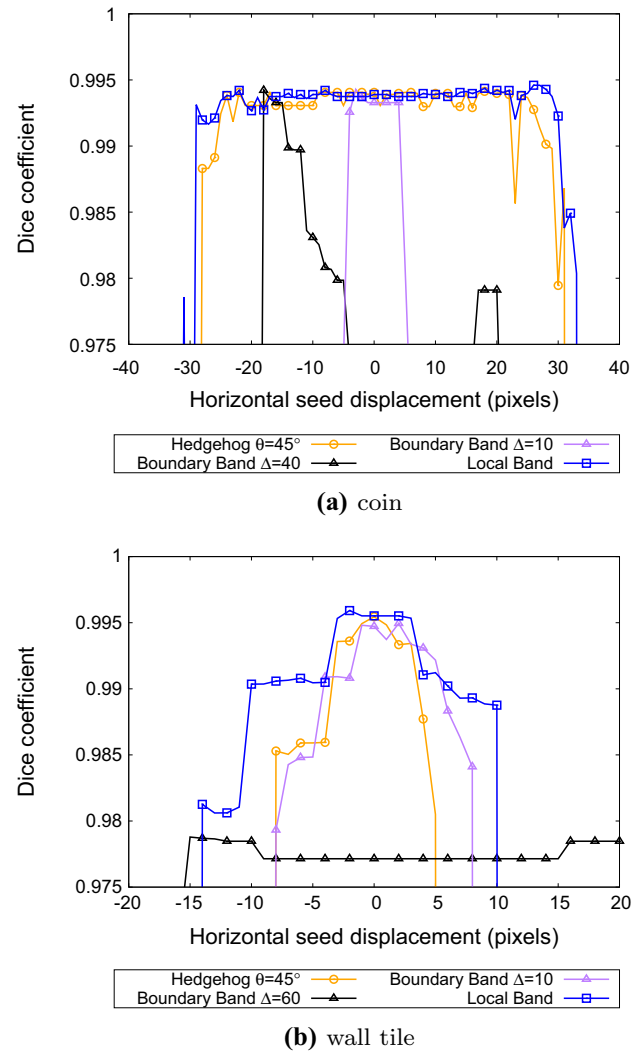 1
0.995
0.99
0.985
0.98
0.975
Dice coefficient
-40 -30 -20 -10 0 10 20 30 40
Horizontal seed displacement (pixels)
Hedgehog θ=45° Boundary Band Δ=10
Boundary Band Δ=40 Local Band
(a) coin
1
0.995
0.99
0.985
0.98
0.975
Dice coefficient
-20 -15 -10 -5 0 5 10 15 20
Horizontal seed displacement (pixels)
Hedgehog θ=45° Boundary Band Δ=10
Boundary Band Δ=60 Local Band
(b) wall tile